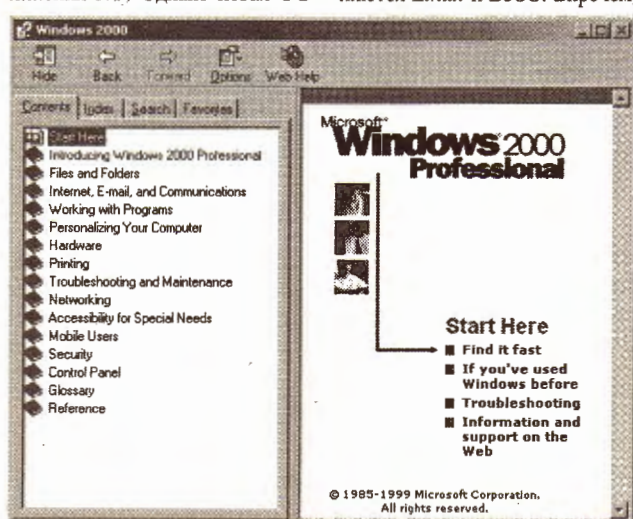 Windows 2000
Hide Back Forward Options Web Help
Contents Index Search Favorites
Start Here
Introducing Windows 2000 Professional
Files and Folders
Internet, E-mail, and Communications
Working with Programs
Personalizing Your Computer
Hardware
Printing
Troubleshooting and Maintenance
Networking
Accessibility for Special Needs
Mobile Users
Security
Control Panel
Glossary
Reference
Microsoft®
Windows 2000
Professional
Start Here
Find it fast
If you've used
Windows before
Troubleshooting
Information and
support on the
Web
© 1985-1999 Microsoft Corporation.
All rights reserved.